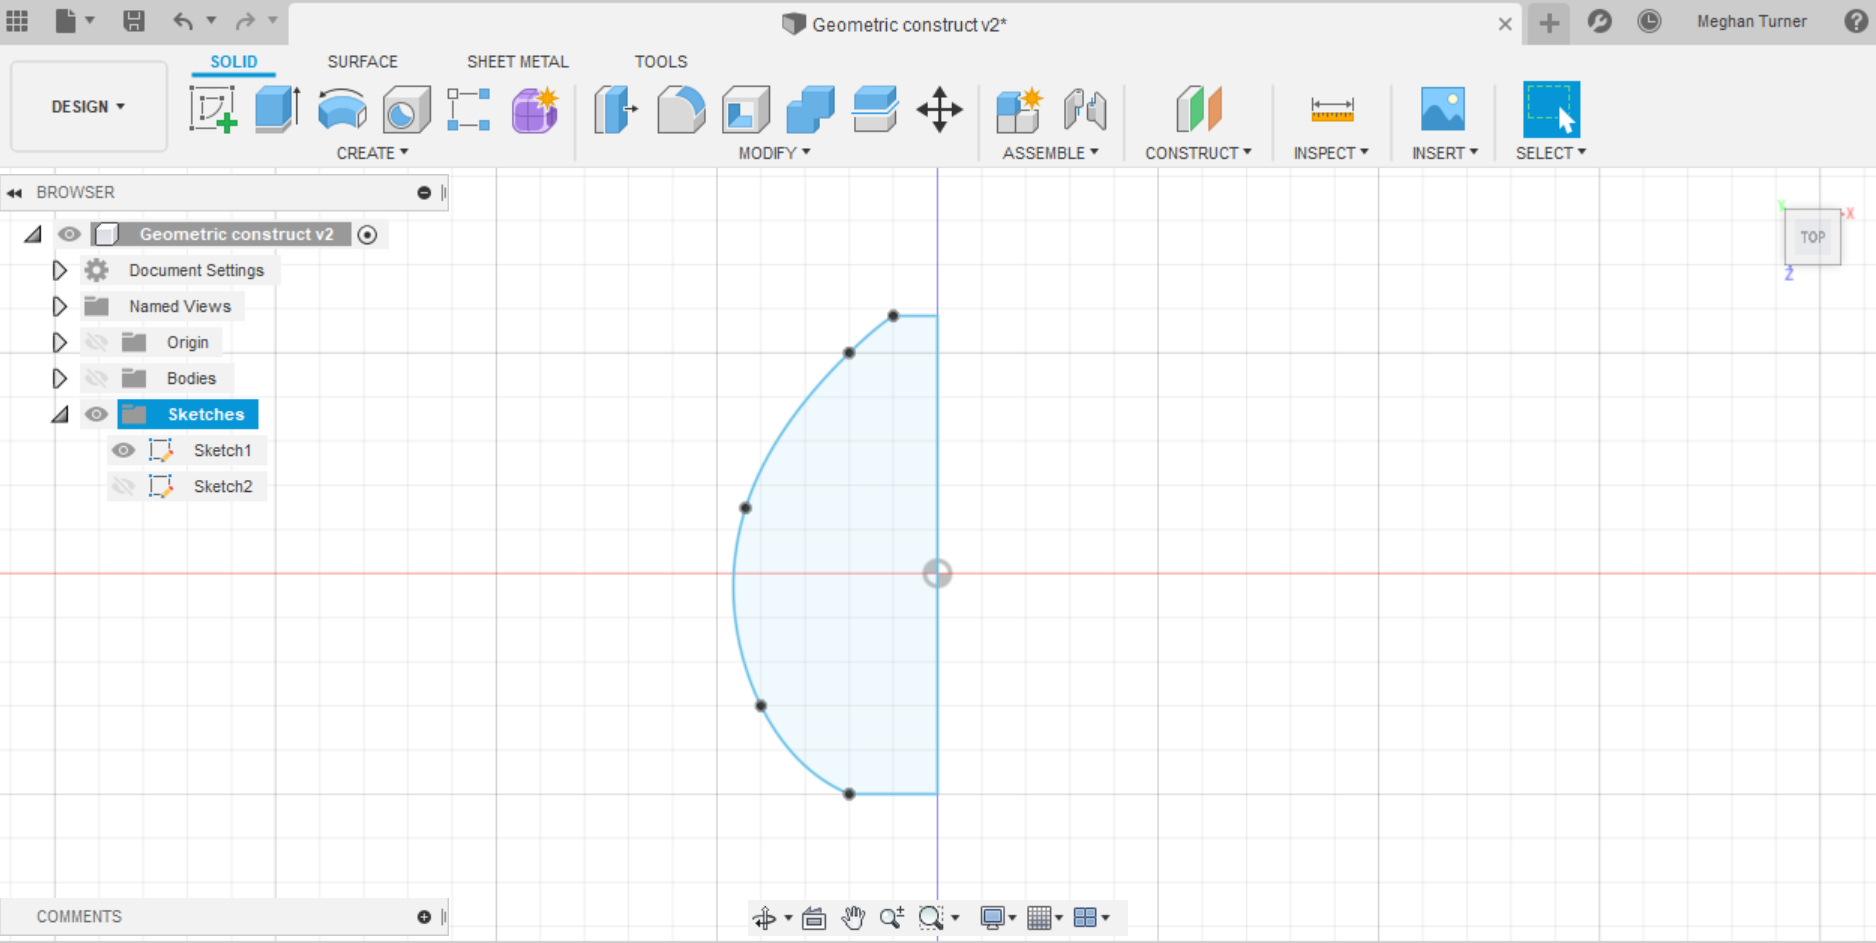 Geometric construct v2*
Meghan Turner
SOLID
SURFACE
SHEET METAL
TOOLS
DESIGN
CREATE
MODIFY
ASSEMBLE
CONSTRUCT
INSPECT
INSERT
SELECT
BROWSER
Geometric construct v2
Document Settings
Named Views
Origin
Bodies
Sketches
Sketch1
Sketch2
Y
X
TOP
Z
COMMENTS